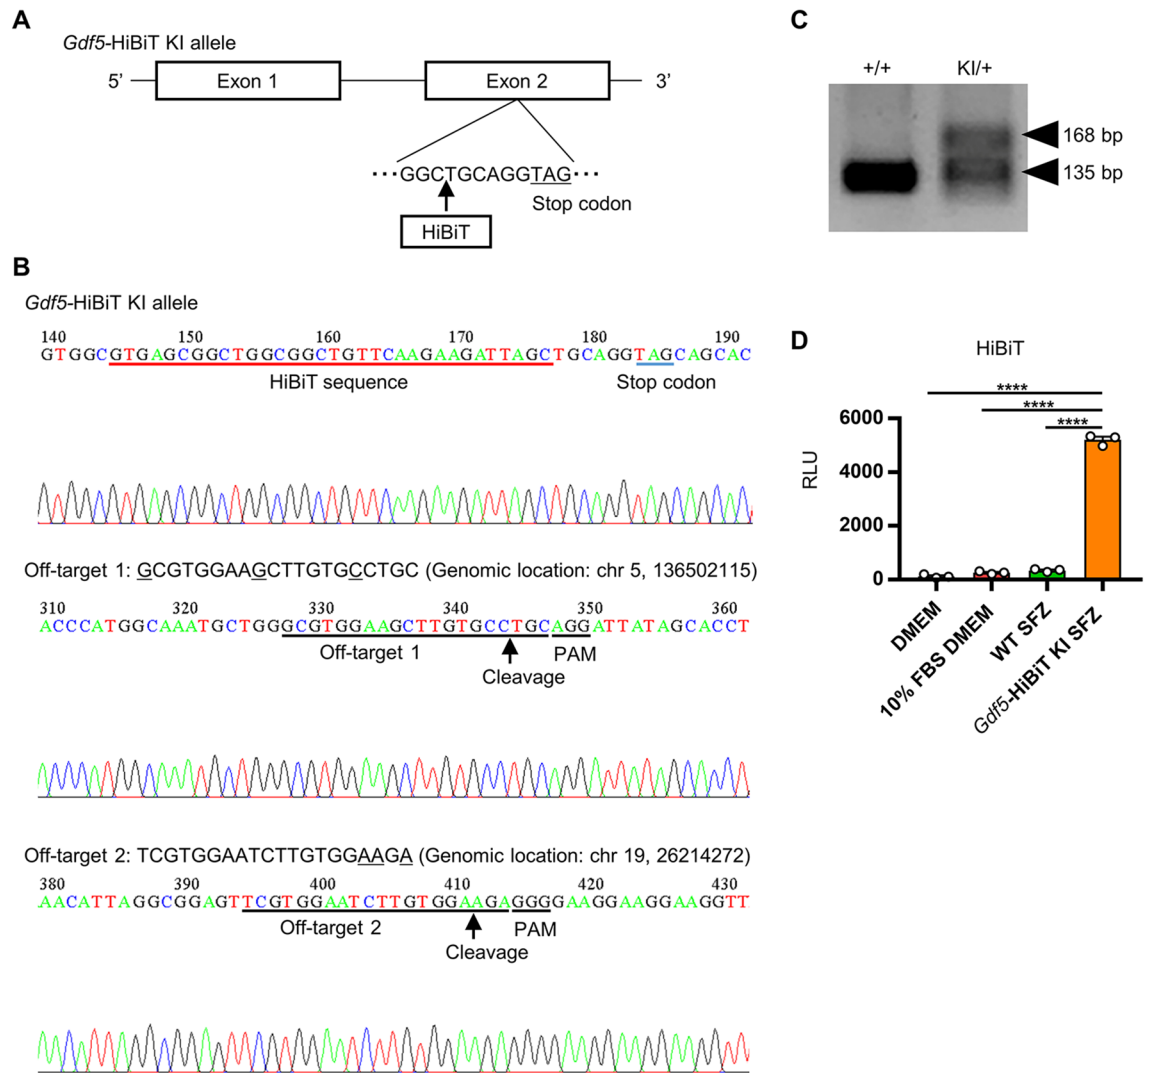 A
Gdf5-HiBiT KI allele
5’ Exon 1 Exon 2 3’
···GGCTGCAGGTAG···
Stop codon
HiBiT
B
Gdf5-HiBiT KI allele
140 150 160 170 180 190
GTGGCGTGAGCGGCTGGCGGCTGTTCAAGAAGATTAGCTGCAGGTAGCAGCAC
HiBiT sequence Stop codon
Off-target 1: GCGTGGAAGCTTGTGCCTGC (Genomic location: chr 5, 136502115)
310 320 330 340 350 360
ACCCATGGCAAATGCTGGGCGTGGAAGCTTGTGCCTGCAGGATTATAGCACCT
Off-target 1 PAM
Cleavage
Off-target 2: TCGTGGAATCTTGTGGAAGA (Genomic location: chr 19, 26214272)
380 390 400 410 420 430
AACATTAGGCGGAGTTCGTGGAATCTTGTGGAAGAGGGGAAGGAAGGAAGGTT
Off-target 2 PAM
Cleavage
C
+/+ KI/+
168 bp
135 bp
D
HiBiT
****
****
****
RLU
6000
4000
2000
0
DMEM
10% FBS DMEM
WT SFZ
Gdf5-HiBiT KI SFZ